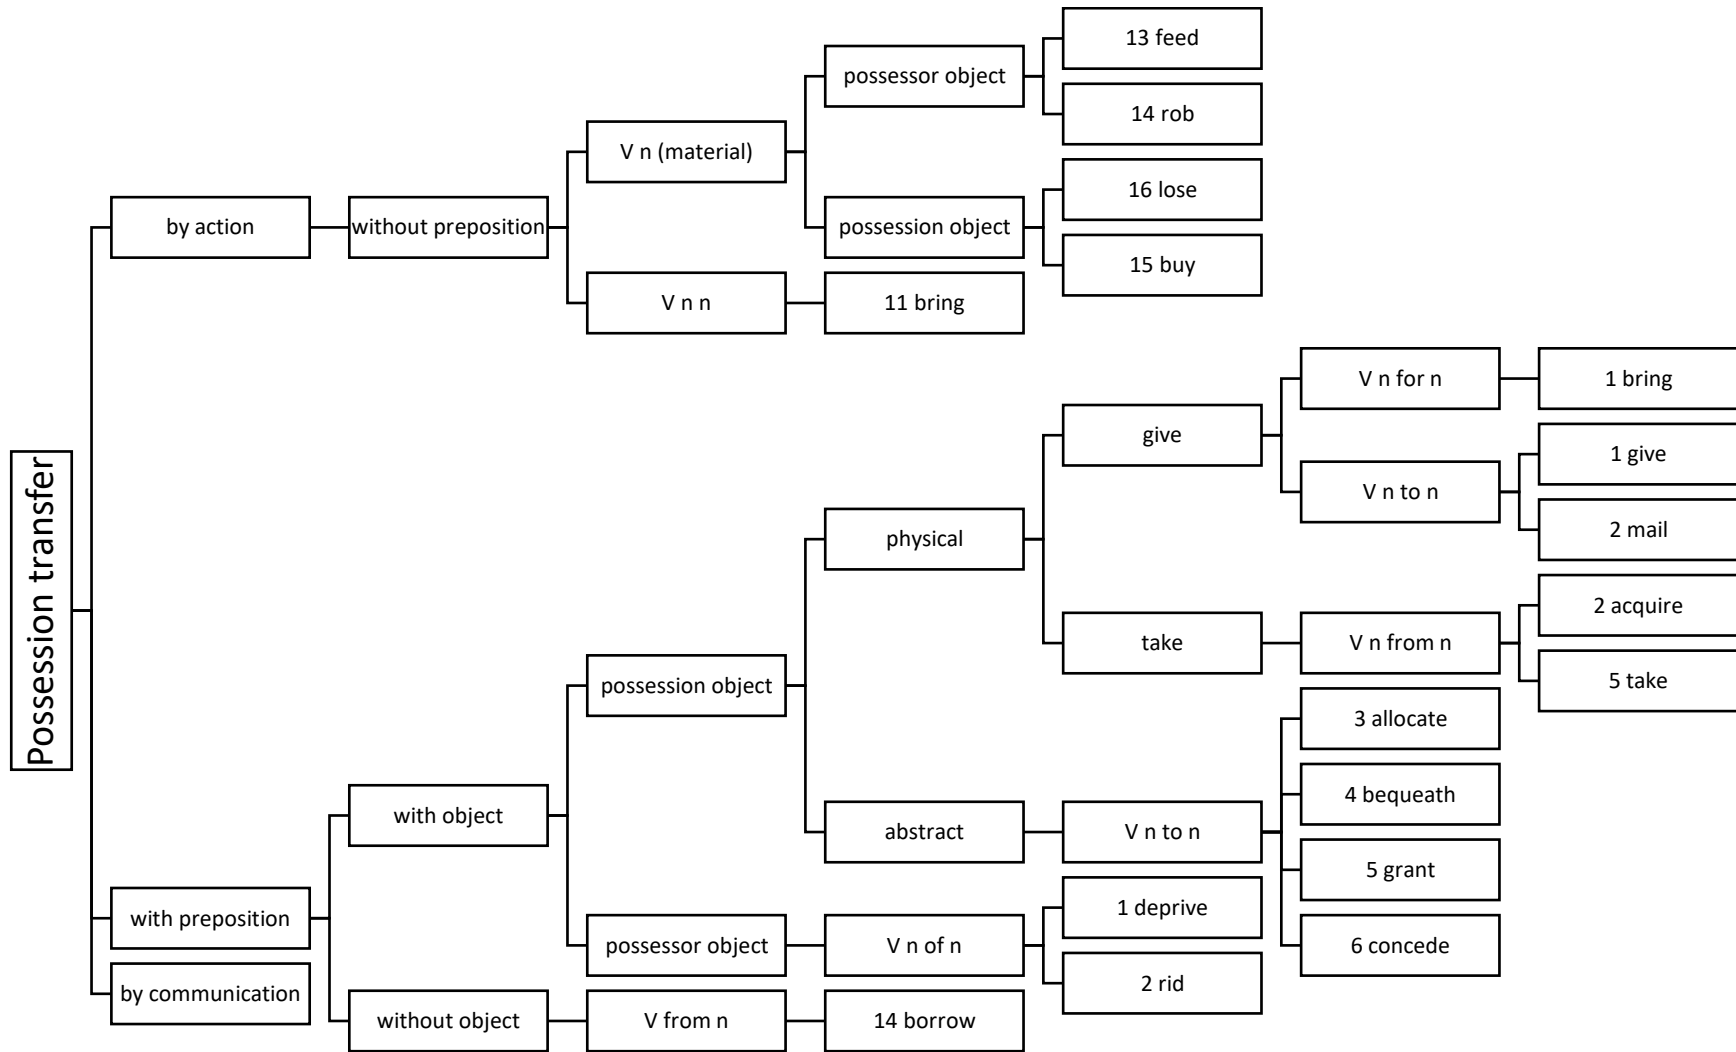 Possession transfer
by action
without preposition
V n (material)
possessor object
13 feed
14 rob
possession object
16 lose
15 buy
V n n
11 bring
with preposition
with object
possession object
physical
give
V n for n
1 bring
V n to n
1 give
2 mail
take
V n from n
2 acquire
5 take
abstract
V n to n
3 allocate
4 bequeath
5 grant
6 concede
possessor object
V n of n
1 deprive
2 rid
without object
V from n
14 borrow
by communication